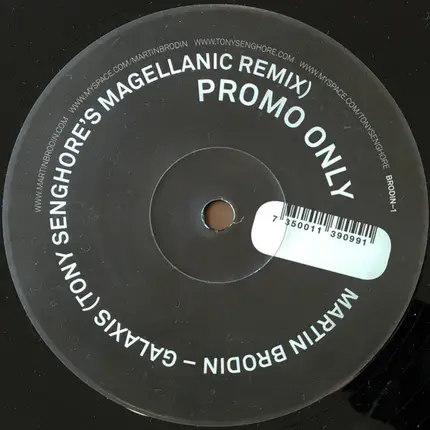 WWW.MARTINBRODIN.COM WWW.MYSPACE.COM/MARTINBRODIN WWW.TONYSENGHORE.COM WWW.MYSPACE.COM/TONYSENGHORE BRODIN-1
MARTIN BRODIN – GALAXIS (TONY SENGHORE'S MAGELLANIC REMIX)
PROMO ONLY
7 350011 390991